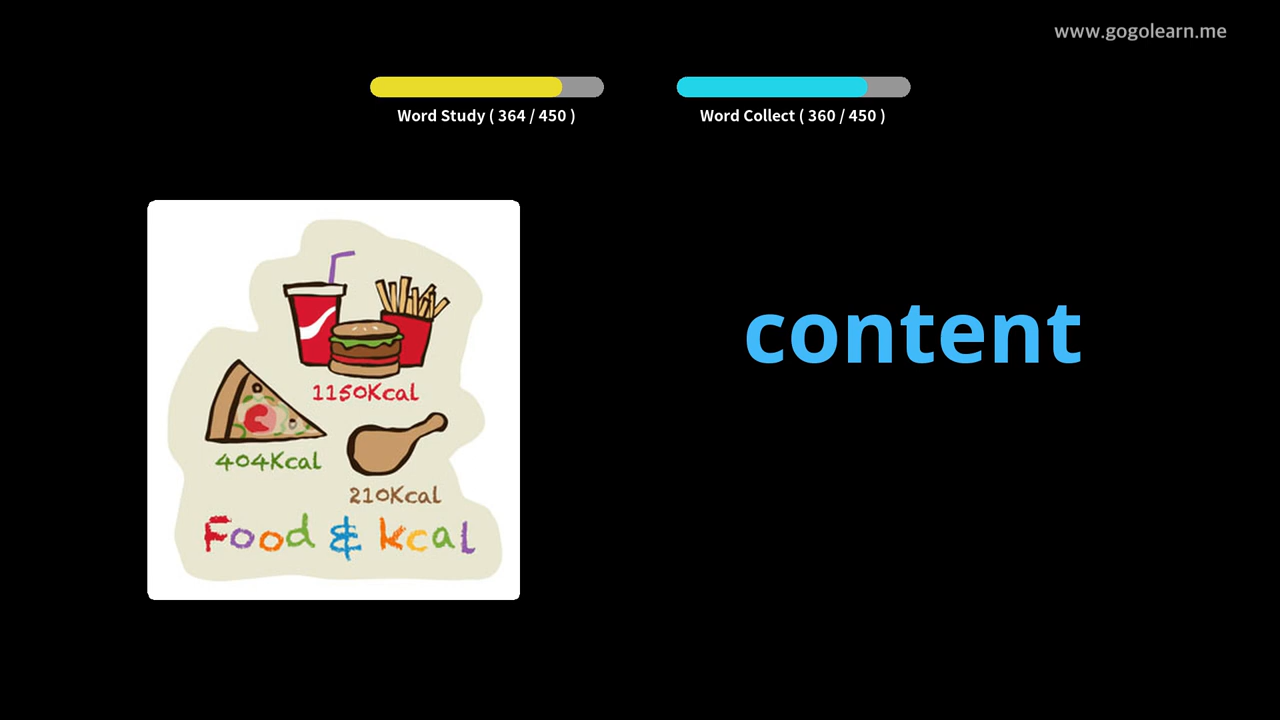 www.gogolearn.me
Word Study ( 364 / 450 )
Word Collect ( 360 / 450 )
content
1150Kcal
404Kcal
210Kcal
Food & kcal